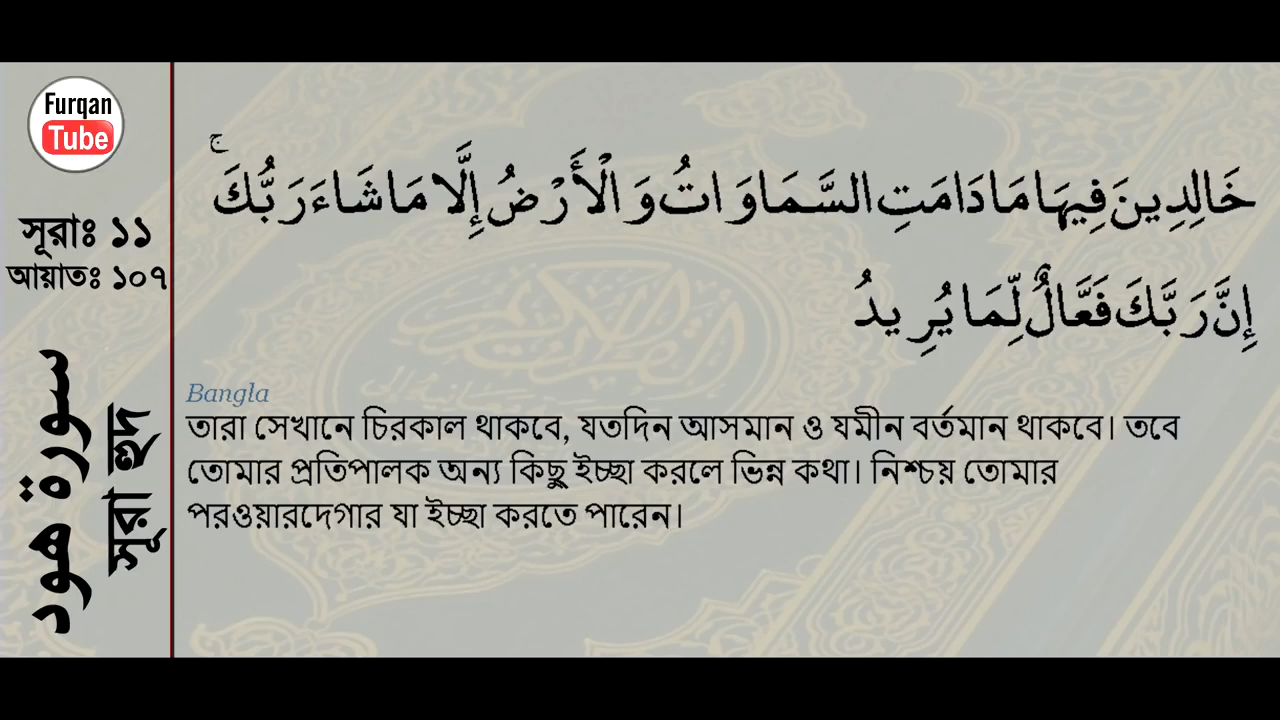 Furqan
Tube
সূরাঃ ১১
আয়াতঃ ১০৭
سورة هود
সূরা হুদ
خَالِدِينَ فِيهَا مَا دَامَتِ السَّمَاوَاتُ وَالْأَرْضُ إِلَّا مَا شَاءَ رَبُّكَ ۚ
إِنَّ رَبَّكَ فَعَّالٌ لِّمَا يُرِيدُ
Bangla
তারা সেখানে চিরকাল থাকবে, যতদিন আসমান ও যমীন বর্তমান থাকবে। তবে
তোমার প্রতিপালক অন্য কিছু ইচ্ছা করলে ভিন্ন কথা। নিশ্চয় তোমার
পরওয়ারদেগার যা ইচ্ছা করতে পারেন।